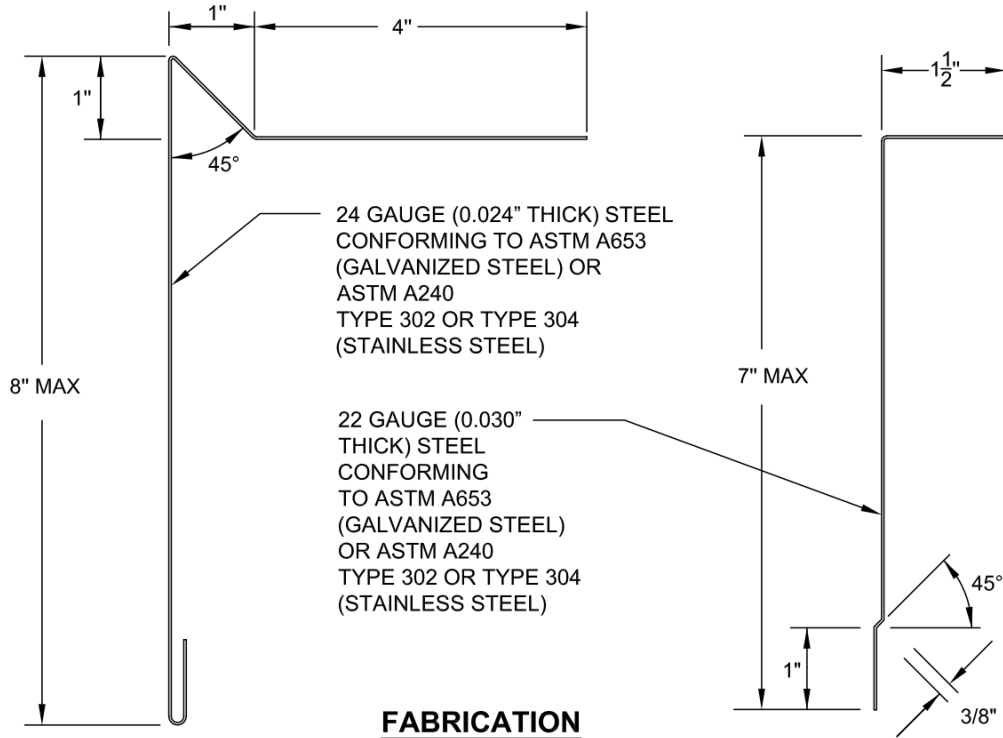 1"
4"
1 1/2"
1"
45°
24 GAUGE (0.024” THICK) STEEL
CONFORMING TO ASTM A653
(GALVANIZED STEEL) OR
ASTM A240
TYPE 302 OR TYPE 304
(STAINLESS STEEL)
8" MAX
7" MAX
22 GAUGE (0.030”
THICK) STEEL
CONFORMING
TO ASTM A653
(GALVANIZED STEEL)
OR ASTM A240
TYPE 302 OR TYPE 304
(STAINLESS STEEL)
45°
1"
3/8"
FABRICATION